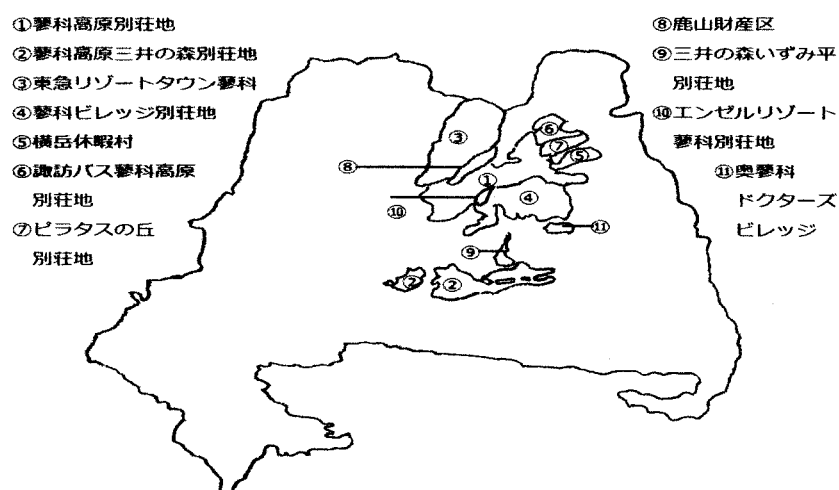 ①蓼科高原別荘地
②蓼科高原三井の森別荘地
③東急リゾートタウン蓼科
④蓼科ビレッジ別荘地
⑤横岳休暇村
⑥諏訪バス蓼科高原
別荘地
⑦ピラタスの丘
別荘地
⑧鹿山財産区
⑨三井の森いずみ平
別荘地
⑩エンゼルリゾート
蓼科別荘地
⑪奥蓼科
ドクターズ
ビレッジ
③
⑥
⑦
⑤
⑧
①
④
⑩
⑪
⑨
②
②